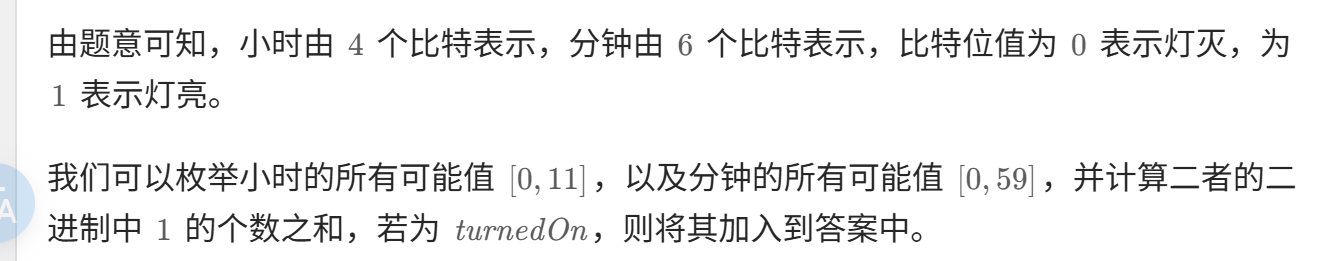 由题意可知，小时由 4 个比特表示，分钟由 6 个比特表示，比特位值为 0 表示灯灭，为
1 表示灯亮。
我们可以枚举小时的所有可能值 [0, 11]，以及分钟的所有可能值 [0, 59]，并计算二者的二
A
进制中 1 的个数之和，若为 turnedOn，则将其加入到答案中。